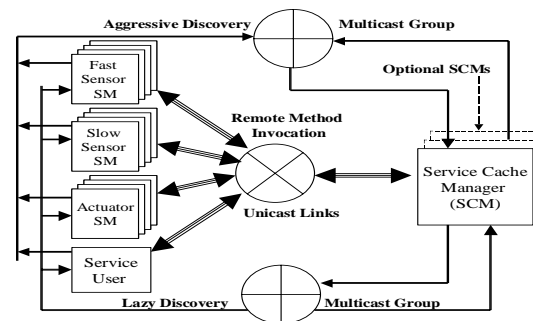 Aggressive Discovery
Multicast Group
Fast
Sensor
SM
Optional SCMs
Slow
Sensor
SM
Remote Method
Invocation
Service Cache
Manager
(SCM)
Actuator
SM
Unicast Links
Service
User
Lazy Discovery
Multicast Group